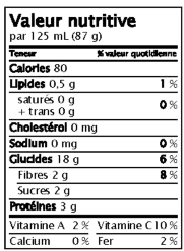 Valeur nutritive
par 125 mL (87 g)
Teneur % valeur quotidienne
Calories 80
Lipides 0,5 g 1 %
saturés 0 g
+ trans 0 g 0 %
Cholestérol 0 mg
Sodium 0 mg 0 %
Glucides 18 g 6 %
Fibres 2 g 8 %
Sucres 2 g
Protéines 3 g
Vitamine A 2 % Vitamine C 10 %
Calcium 0 % Fer 2 %